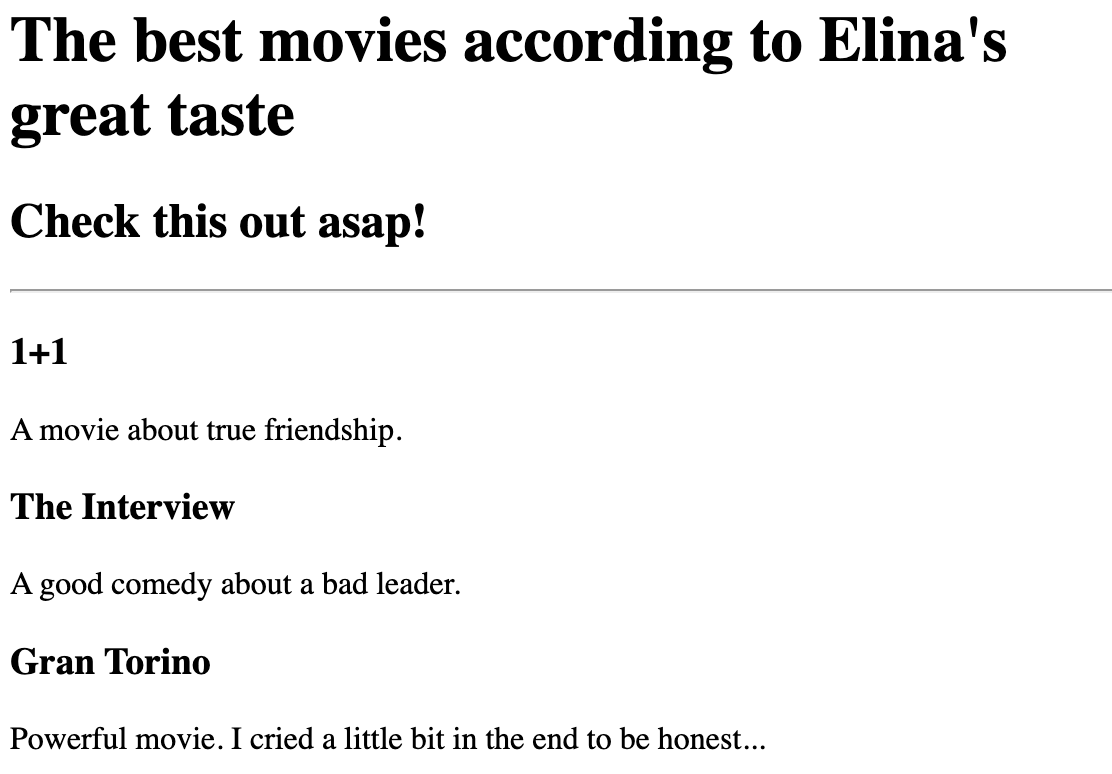 The best movies according to Elina's
great taste
Check this out asap!
1+1
A movie about true friendship.
The Interview
A good comedy about a bad leader.
Gran Torino
Powerful movie. I cried a little bit in the end to be honest...